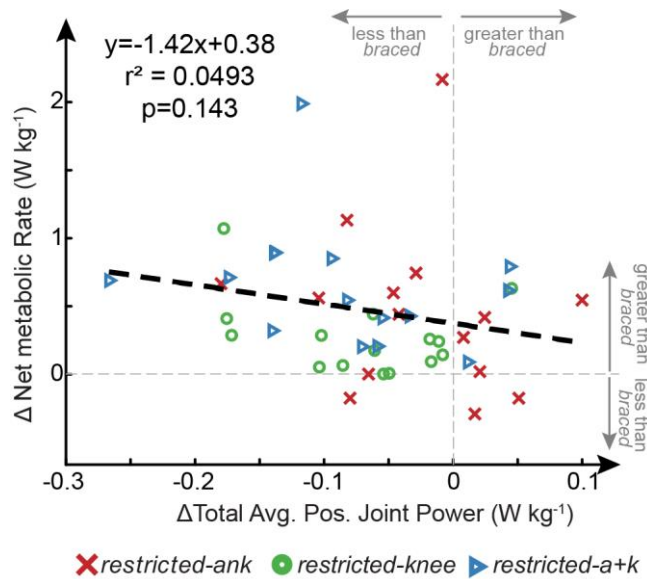 less than
braced
greater than
braced
y=-1.42x+0.38
r² = 0.0493
p=0.143
Δ Net metabolic Rate (W kg⁻¹)
2
1
0
greater than
braced
less than
braced
-0.3
-0.2
-0.1
0
0.1
ΔTotal Avg. Pos. Joint Power (W kg⁻¹)
restricted-ank
restricted-knee
restricted-a+k